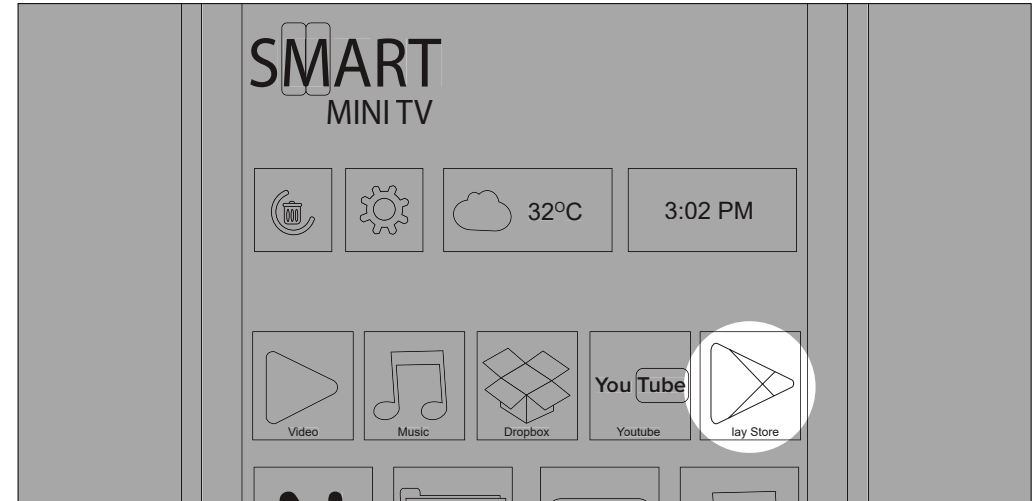 SMART
MINI TV
32°C
3:02 PM
You Tube
Video
Music
Dropbox
Youtube
lay Store